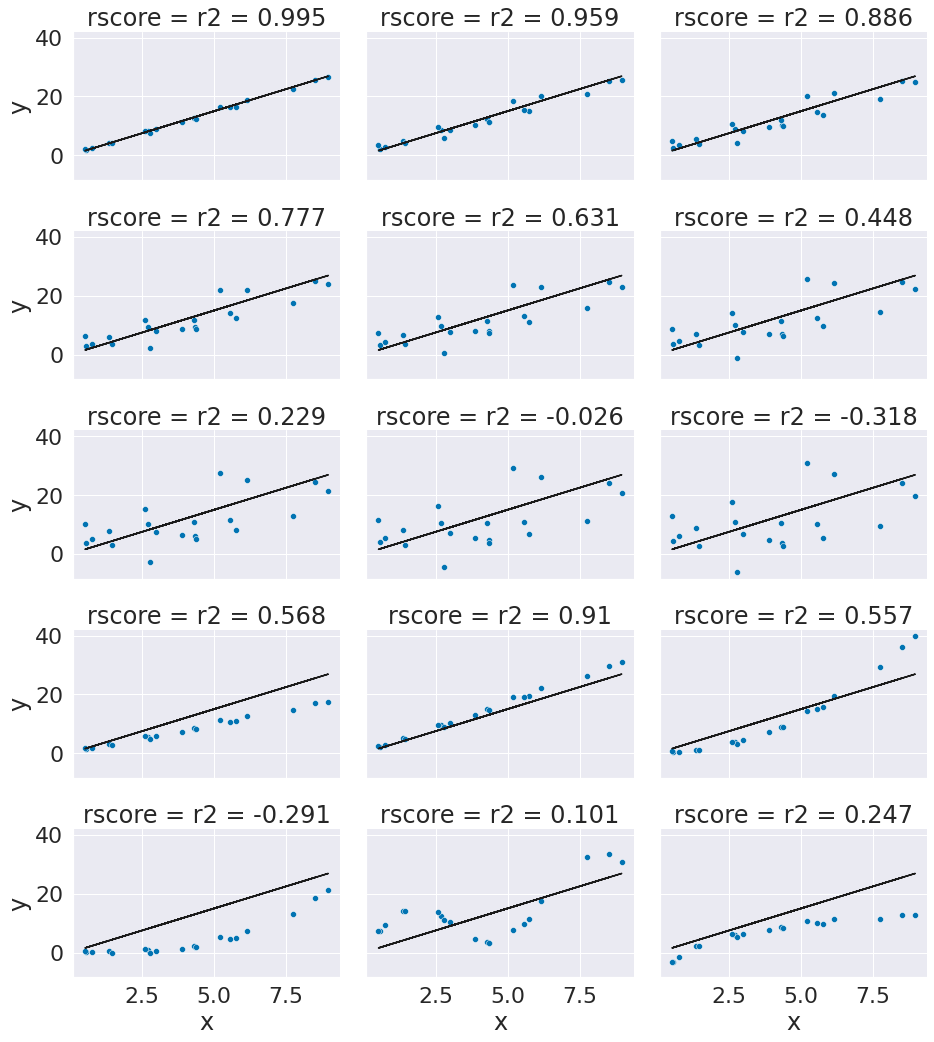 rscore = r2 = 0.995 rscore = r2 = 0.959 rscore = r2 = 0.886
40
20
0
y
rscore = r2 = 0.777 rscore = r2 = 0.631 rscore = r2 = 0.448
40
20
0
y
rscore = r2 = 0.229 rscore = r2 = -0.026 rscore = r2 = -0.318
40
20
0
y
rscore = r2 = 0.568 rscore = r2 = 0.91 rscore = r2 = 0.557
40
20
0
y
rscore = r2 = -0.291 rscore = r2 = 0.101 rscore = r2 = 0.247
40
20
0
y
2.5 5.0 7.5 2.5 5.0 7.5 2.5 5.0 7.5
x x x